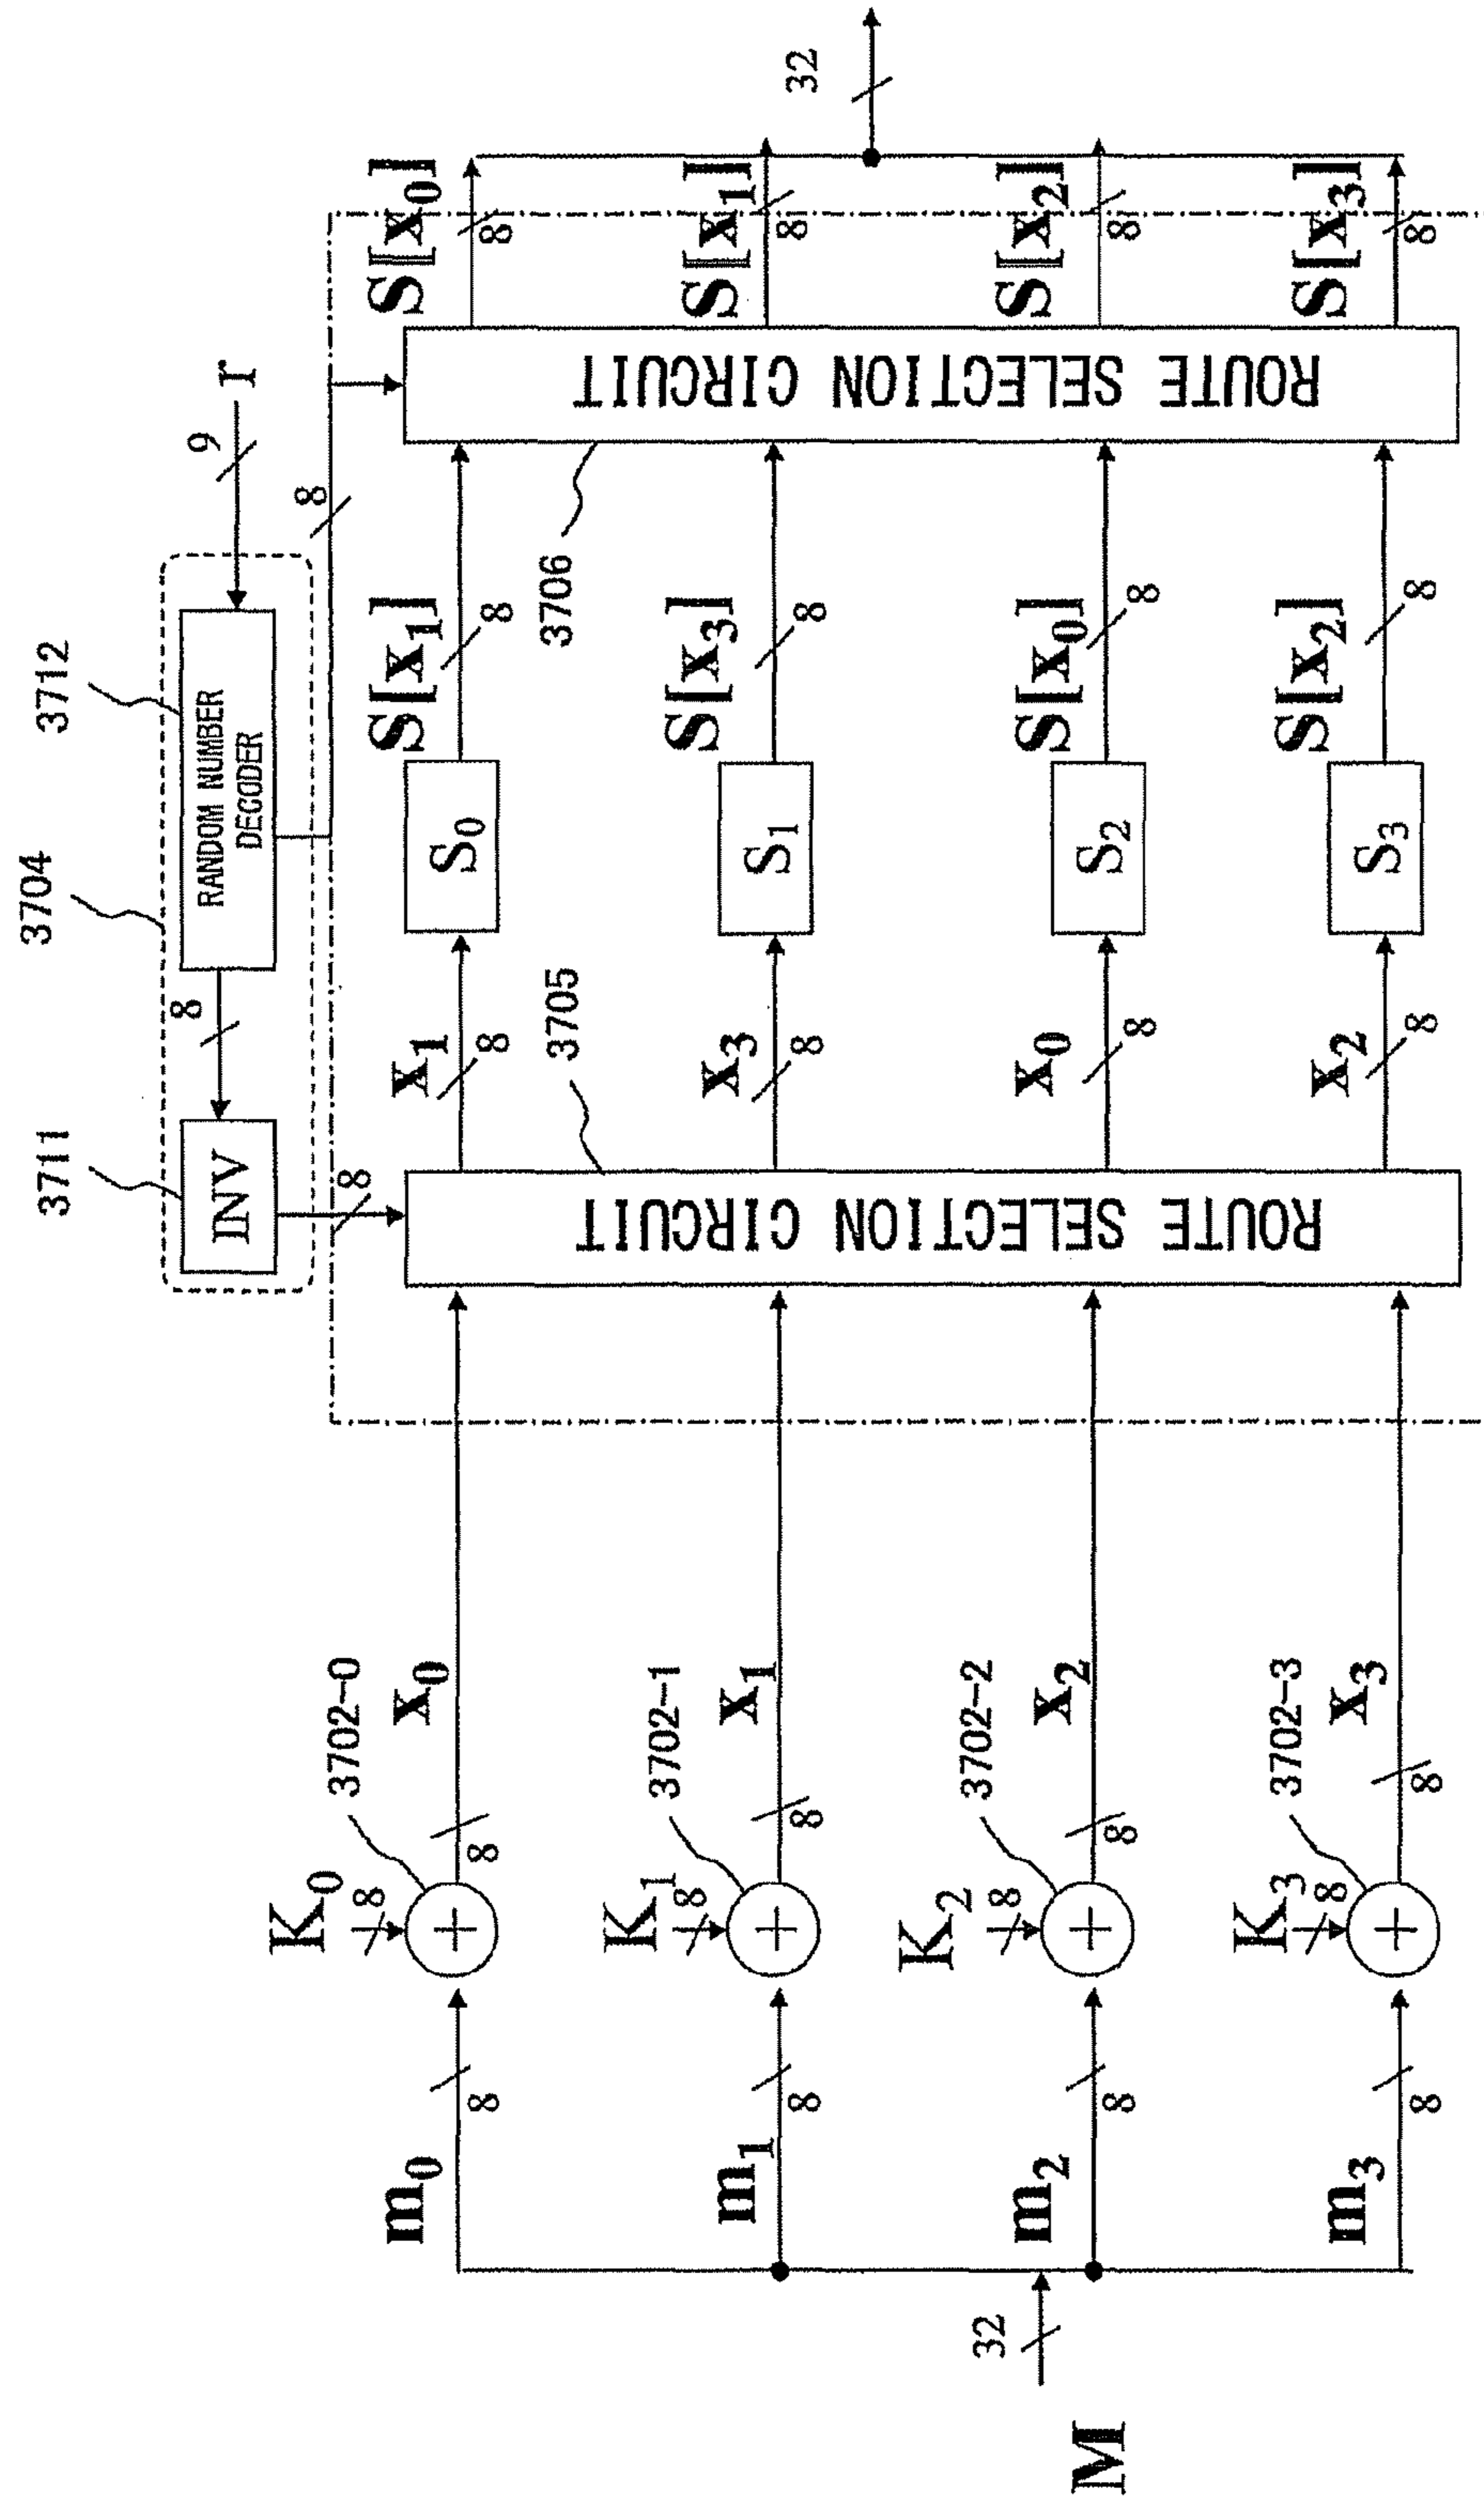 3704
3711
3712
INV
8
RANDOM NUMBER
DECODER
9
r
8
8
M
32
m0
8
K0
8
3702-0
x0
8
x1
8
S0
S[x1]
8
S[x0]
8
m1
8
K1
8
3702-1
x1
8
x3
8
S1
S[x3]
8
S[x1]
8
m2
8
K2
8
3702-2
x2
8
x0
8
S2
S[x0]
8
S[x2]
8
m3
8
K3
8
3702-3
x3
8
x2
8
S3
S[x2]
8
S[x3]
8
ROUTE SELECTION CIRCUIT
3705
ROUTE SELECTION CIRCUIT
3706
32